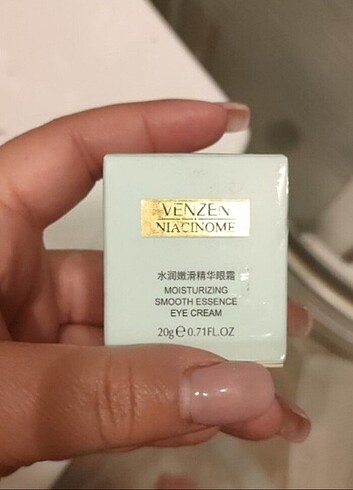 VENZEN
NIACINOME
水润嫩滑精华眼霜
MOISTURIZING
SMOOTH ESSENCE
EYE CREAM
20g℮0.71FL.OZ